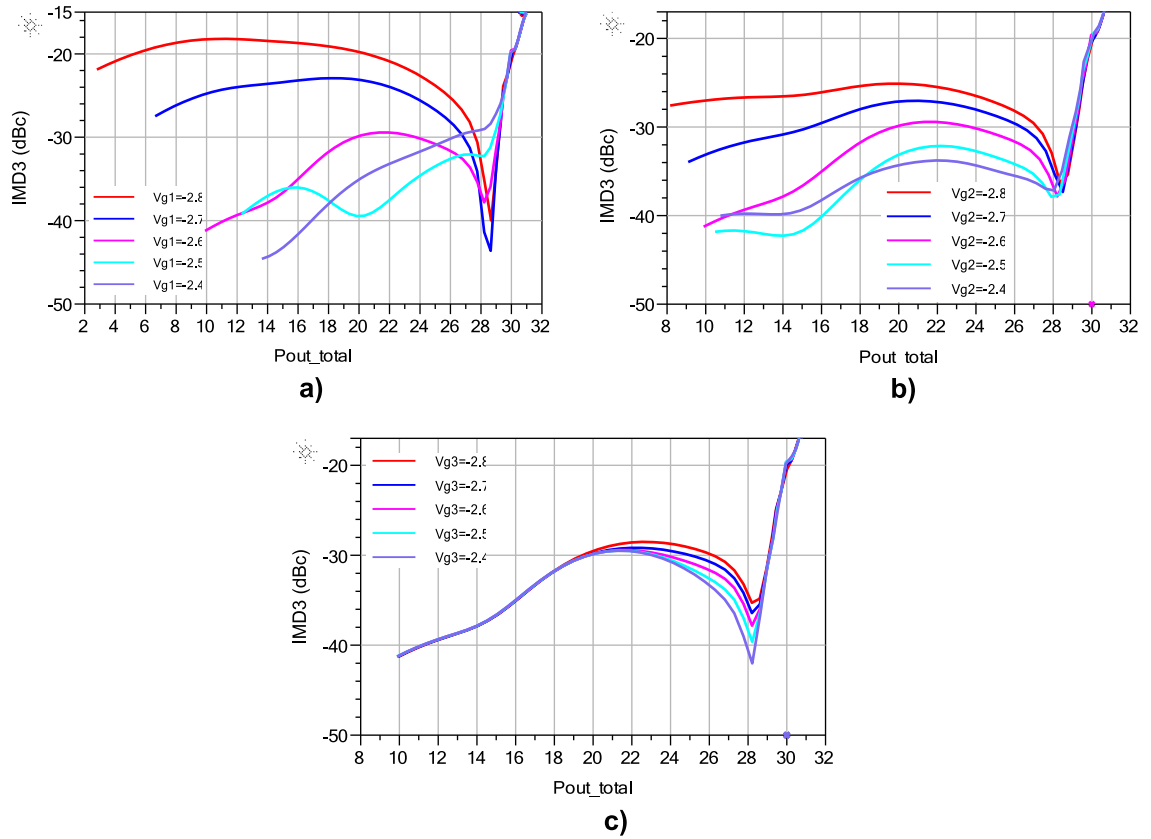 -15
-20
-30
-40
-50
IMD3 (dBc)
Vg1=-2.8
Vg1=-2.7
Vg1=-2.6
Vg1=-2.5
Vg1=-2.4
2 4 6 8 10 12 14 16 18 20 22 24 26 28 30 32
Pout_total
a)
-20
-30
-40
-50
IMD3 (dBc)
Vg2=-2.8
Vg2=-2.7
Vg2=-2.6
Vg2=-2.5
Vg2=-2.4
10 12 14 16 18 20 22 24 26 28 30 32
Pout total
b)
-20
-30
-40
-50
IMD3 (dBc)
Vg3=-2.8
Vg3=-2.7
Vg3=-2.6
Vg3=-2.5
Vg3=-2.4
8 10 12 14 16 18 20 22 24 26 28 30 32
Pout_total
c)